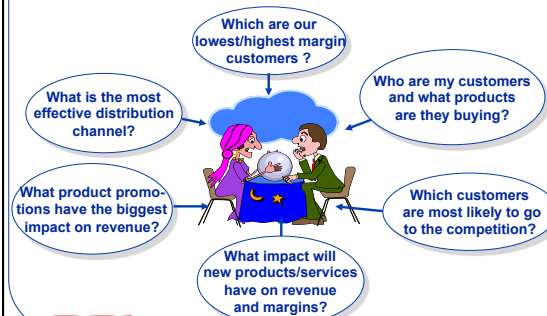 Which are our
lowest/highest margin
customers ?
What is the most
effective distribution
channel?
Who are my customers
and what products
are they buying?
What product promo-
tions have the biggest
impact on revenue?
Which customers
are most likely to go
to the competition?
What impact will
new products/services
have on revenue
and margins?